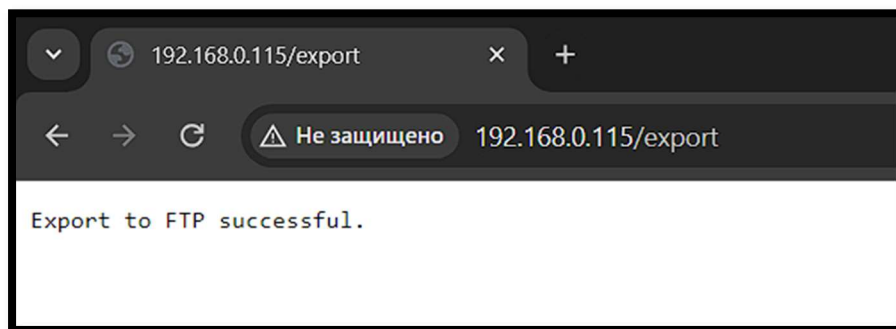 192.168.0.115/export
Не защищено 192.168.0.115/export
Export to FTP successful.